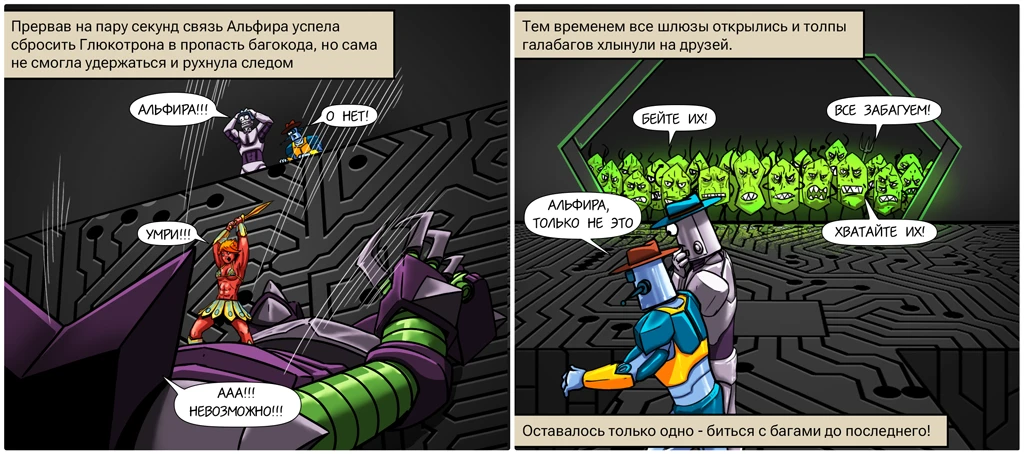 Прервав на пару секунд связь Альфира успела
сбросить Глюкотрона в пропасть багокода, но сама
не смогла удержаться и рухнула следом
АЛЬФИРА!!!
О НЕТ!
УМРИ!!!
ААА!!!
НЕВОЗМОЖНО!!!
Тем временем все шлюзы открылись и толпы
галабагов хлынули на друзей.
БЕЙТЕ ИХ!
ВСЕ ЗАБАГУЕМ!
АЛЬФИРА,
ТОЛЬКО НЕ ЭТО
ХВАТАЙТЕ ИХ!
Оставалось только одно - биться с багами до последнего!